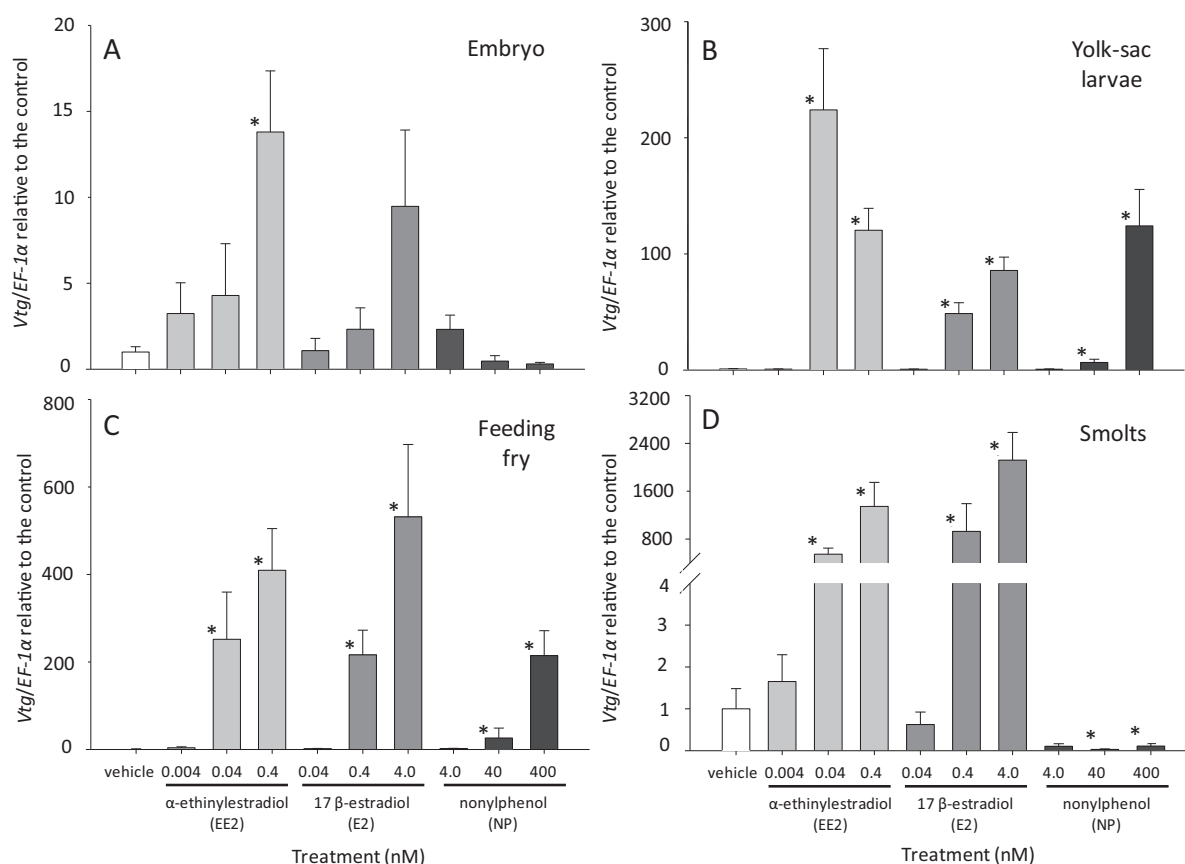 A
Embryo
Vtg/EF-1α relative to the control
20
15
10
5
0
*
B
Yolk-sac
larvae
Vtg/EF-1α relative to the control
300
200
100
0
* * * * * *
C
Feeding
fry
Vtg/EF-1α relative to the control
800
600
400
200
0
* * * * * *
vehicle 0.004 0.04 0.4 0.04 0.4 4.0 4.0 40 400
α-ethinylestradiol 17 β-estradiol nonylphenol
(EE2) (E2) (NP)
Treatment (nM)
D
Smolts
Vtg/EF-1α relative to the control
3200
2400
1600
800
4
3
2
1
0
* * * * * *
vehicle 0.004 0.04 0.4 0.04 0.4 4.0 4.0 40 400
α-ethinylestradiol 17 β-estradiol nonylphenol
(EE2) (E2) (NP)
Treatment (nM)